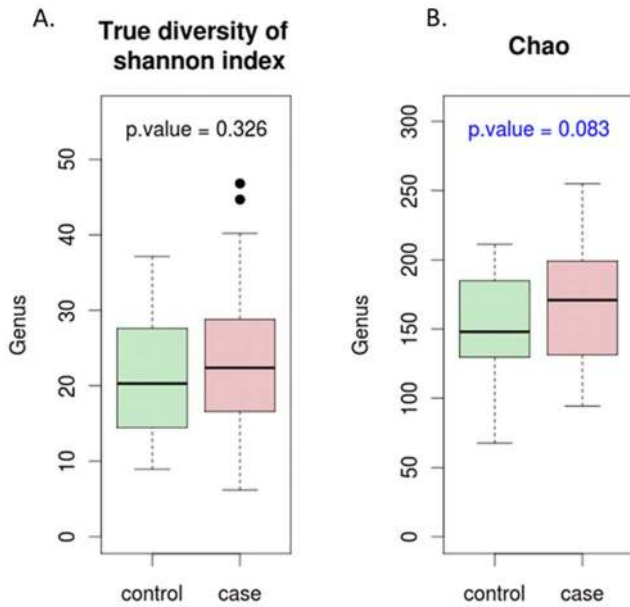 A.
True diversity of
shannon index
p.value = 0.326
Genus
50
40
30
20
10
0
control case
B.
Chao
p.value = 0.083
Genus
300
250
200
150
100
50
0
control case